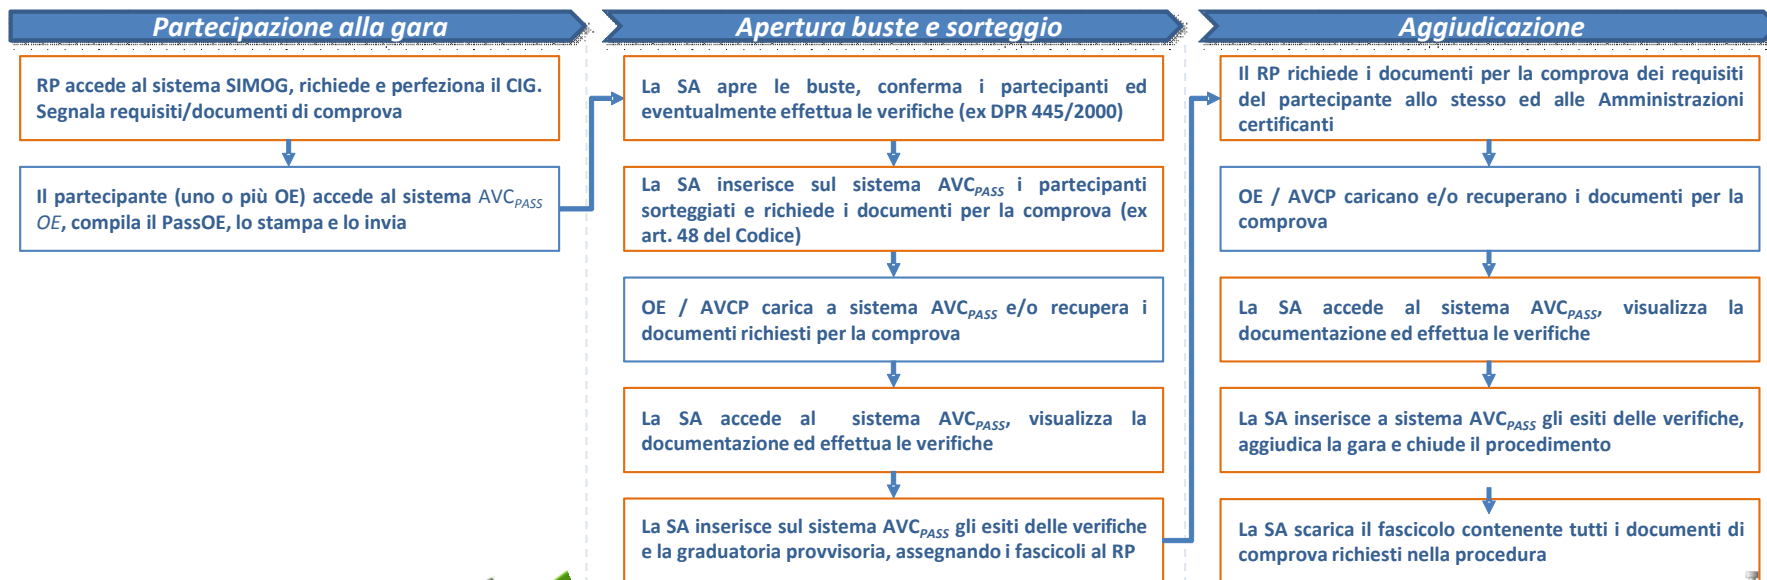 Partecipazione alla gara
RP accede al sistema SIMOG, richiede e perfeziona il CIG.
Segnala requisiti/documenti di comprova
Il partecipante (uno o più OE) accede al sistema AVCPASS
OE, compila il PassOE, lo stampa e lo invia
Apertura buste e sorteggio
La SA apre le buste, conferma i partecipanti ed
eventualmente effettua le verifiche (ex DPR 445/2000)
La SA inserisce sul sistema AVCPASS i partecipanti
sorteggiati e richiede i documenti per la comprova (ex
art. 48 del Codice)
OE / AVCP carica a sistema AVCPASS e/o recupera i
documenti richiesti per la comprova
La SA accede al sistema AVCPASS, visualizza la
documentazione ed effettua le verifiche
La SA inserisce sul sistema AVCPASS gli esiti delle verifiche
e la graduatoria provvisoria, assegnando i fascicoli al RP
Aggiudicazione
Il RP richiede i documenti per la comprova dei requisiti
del partecipante allo stesso ed alle Amministrazioni
certificanti
OE / AVCP caricano e/o recuperano i documenti per la
comprova
La SA accede al sistema AVCPASS, visualizza la
documentazione ed effettua le verifiche
La SA inserisce a sistema AVCPASS gli esiti delle verifiche,
aggiudica la gara e chiude il procedimento
La SA scarica il fascicolo contenente tutti i documenti di
comprova richiesti nella procedura